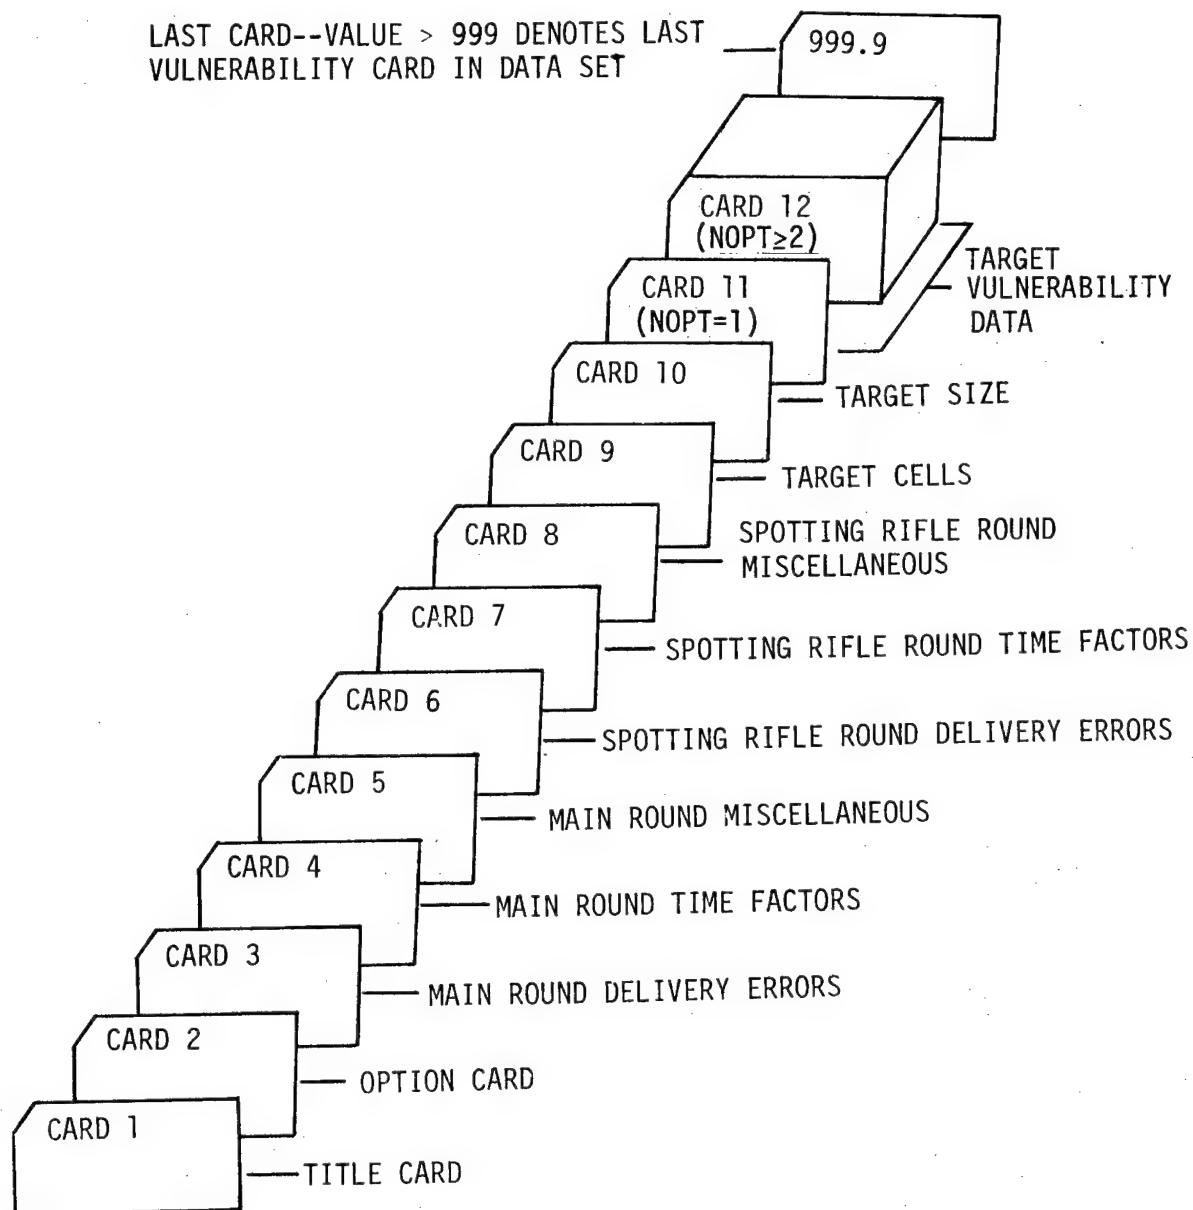 LAST CARD--VALUE > 999 DENOTES LAST
VULNERABILITY CARD IN DATA SET
999.9
CARD 12
(NOPT≥2)
TARGET
VULNERABILITY
DATA
CARD 11
(NOPT=1)
CARD 10
TARGET SIZE
CARD 9
TARGET CELLS
CARD 8
SPOTTING RIFLE ROUND
MISCELLANEOUS
CARD 7
SPOTTING RIFLE ROUND TIME FACTORS
CARD 6
SPOTTING RIFLE ROUND DELIVERY ERRORS
CARD 5
MAIN ROUND MISCELLANEOUS
CARD 4
MAIN ROUND TIME FACTORS
CARD 3
MAIN ROUND DELIVERY ERRORS
CARD 2
OPTION CARD
CARD 1
TITLE CARD